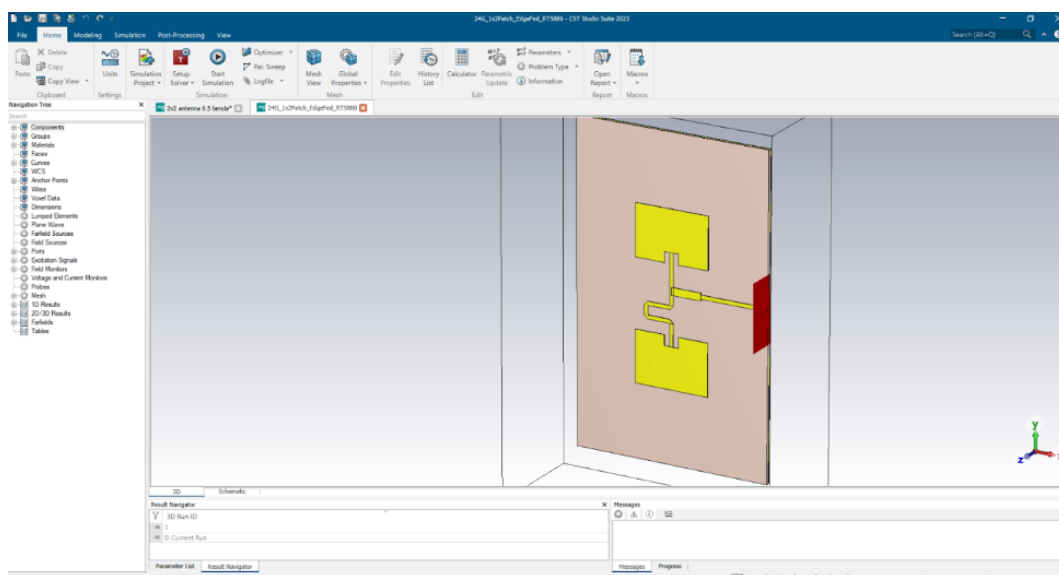 24G_1x2Patch_EdgeFed_RT5880 - CST Studio Suite 2023
File Home Modeling Simulation Post-Processing View Search (Alt+Q)
Paste Delete Copy Copy View Units Simulation Project Setup Solver Start Simulation Optimizer Par. Sweep Logfile Mesh View Global Properties Edit Properties History List Calculator Parametric Update Parameters Problem Type Information Open Report Macros
Clipboard Settings Simulation Mesh Edit Report Macros
Navigation Tree
2x2 antenna 0.5 lamda* 24G_1x2Patch_EdgeFed_RT5880
Search
Components
Groups
Materials
Faces
Curves
WCS
Anchor Points
Wires
Voxel Data
Dimensions
Lumped Elements
Plane Wave
Farfield Sources
Field Sources
Ports
Excitation Signals
Field Monitors
Voltage and Current Monitors
Probes
Mesh
1D Results
2D/3D Results
Farfields
Tables
y
z
3D Schematic
Result Navigator Messages
3D Run ID
1
0: Current Run
Parameter List Result Navigator Messages Progress